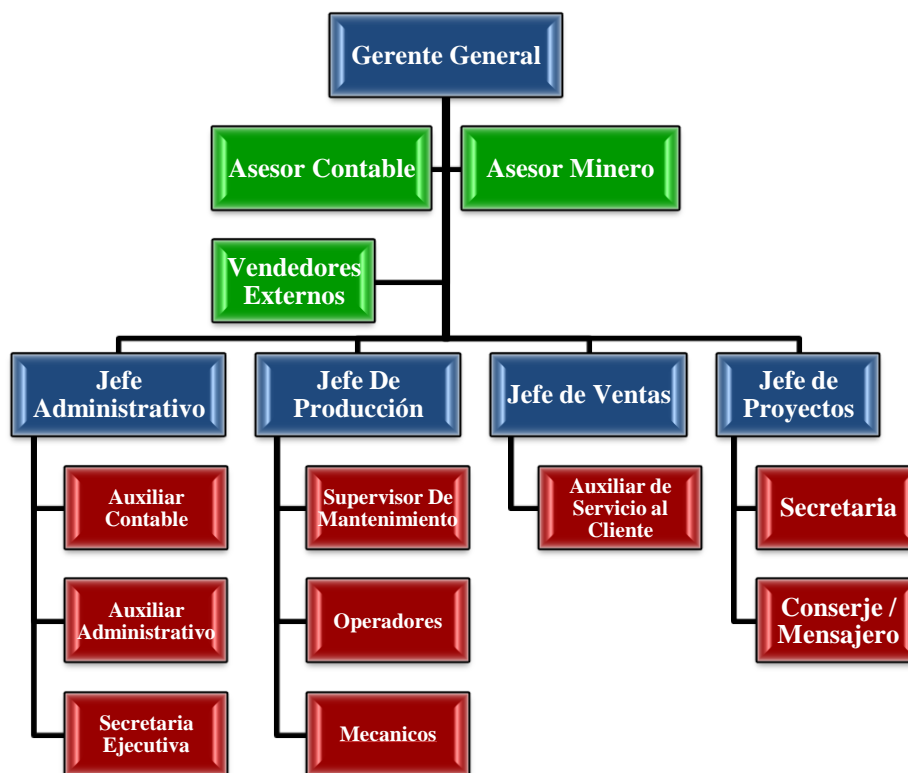 Gerente General
Asesor Contable
Asesor Minero
Vendedores
Externos
Jefe
Administrativo
Jefe De
Producción
Jefe de Ventas
Jefe de
Proyectos
Auxiliar
Contable
Supervisor De
Mantenimiento
Auxiliar de
Servicio al
Cliente
Secretaria
Auxiliar
Administrativo
Operadores
Conserje /
Mensajero
Secretaria
Ejecutiva
Mecanicos